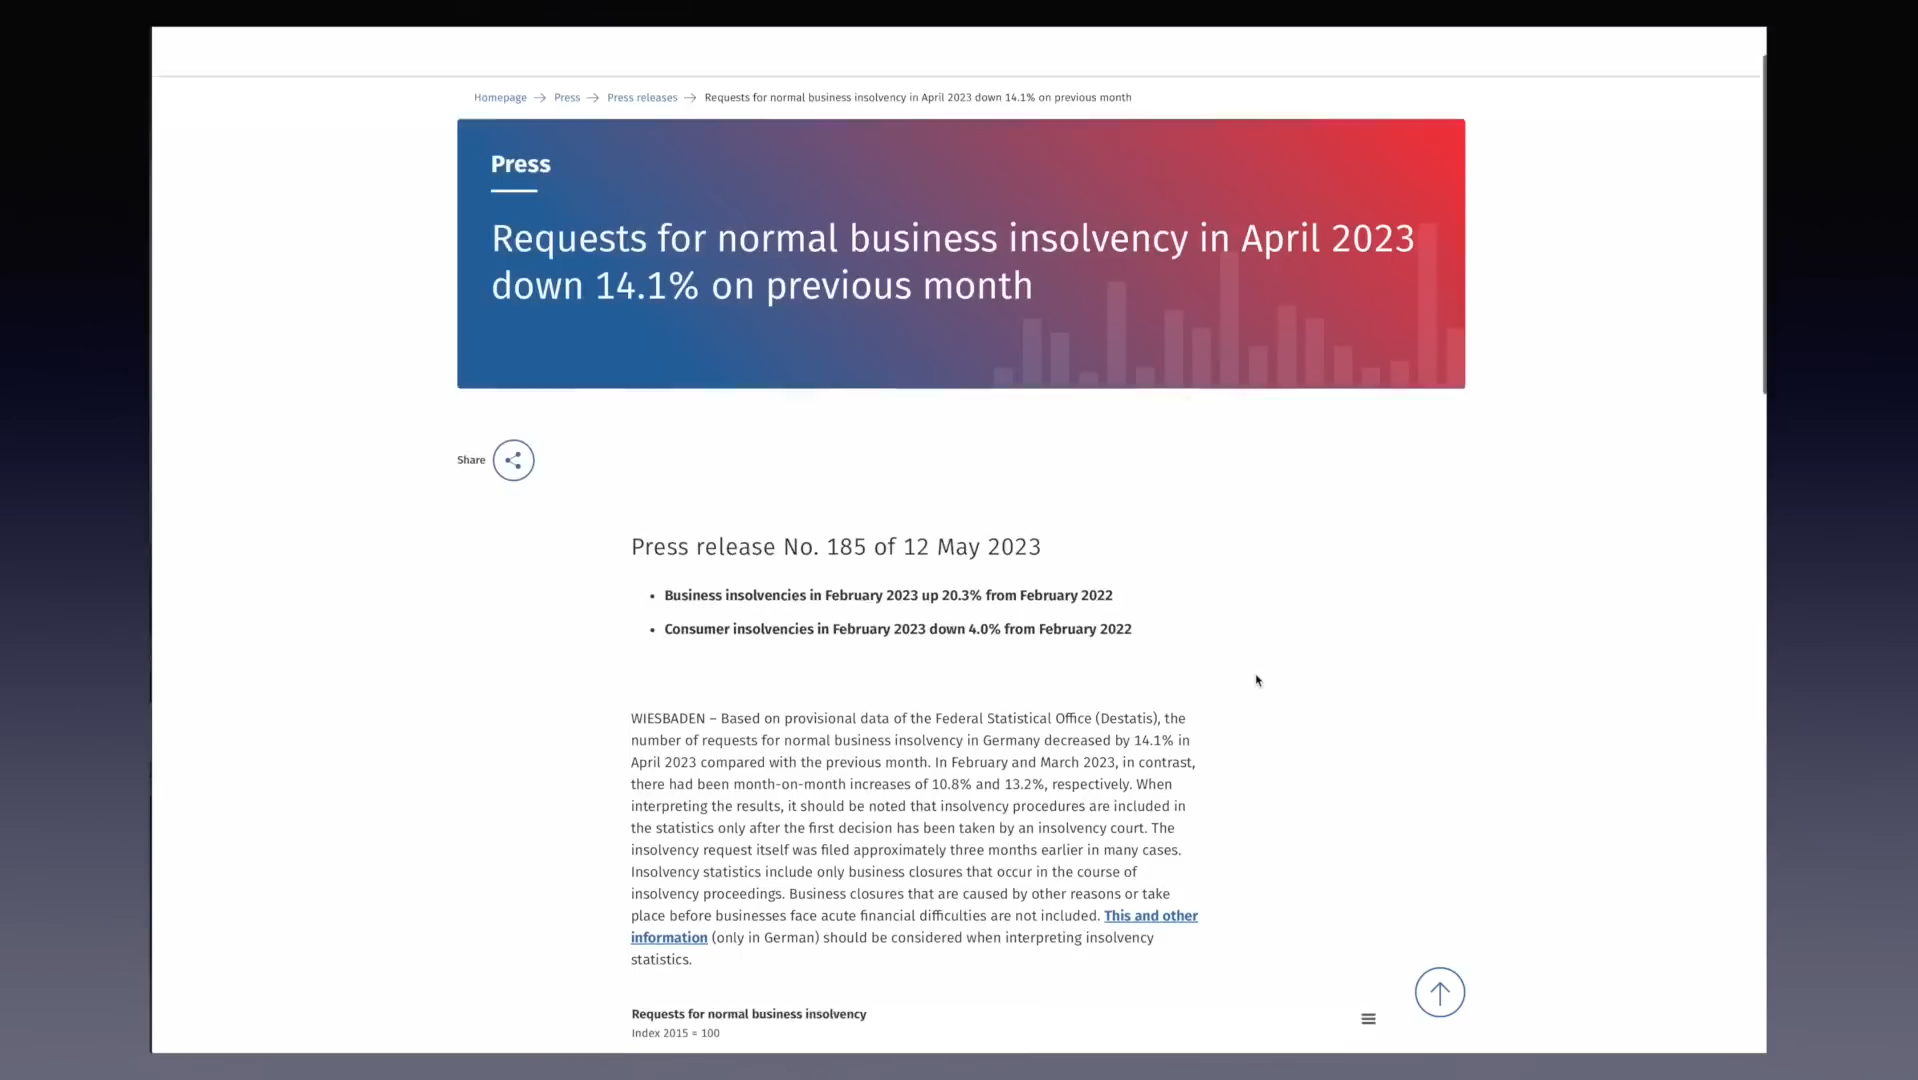 Homepage → Press → Press releases → Requests for normal business insolvency in April 2023 down 14.1% on previous month
Press
Requests for normal business insolvency in April 2023
down 14.1% on previous month
Share
Press release No. 185 of 12 May 2023
• Business insolvencies in February 2023 up 20.3% from February 2022
• Consumer insolvencies in February 2023 down 4.0% from February 2022
WIESBADEN – Based on provisional data of the Federal Statistical Office (Destatis), the
number of requests for normal business insolvency in Germany decreased by 14.1% in
April 2023 compared with the previous month. In February and March 2023, in contrast,
there had been month-on-month increases of 10.8% and 13.2%, respectively. When
interpreting the results, it should be noted that insolvency procedures are included in
the statistics only after the first decision has been taken by an insolvency court. The
insolvency request itself was filed approximately three months earlier in many cases.
Insolvency statistics include only business closures that occur in the course of
insolvency proceedings. Business closures that are caused by other reasons or take
place before businesses face acute financial difficulties are not included. This and other
information (only in German) should be considered when interpreting insolvency
statistics.
Requests for normal business insolvency
Index 2015 = 100